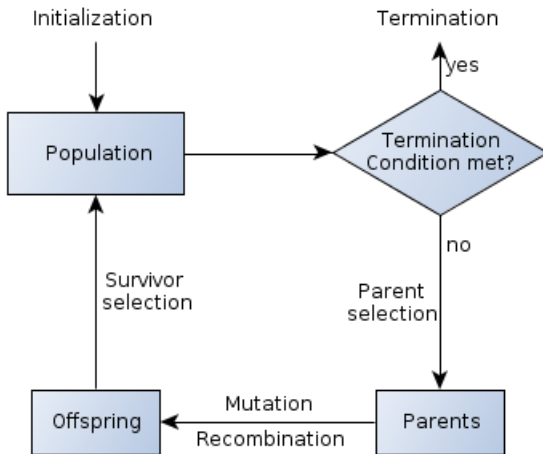 Initialization
Termination
yes
Population
Termination
Condition met?
no
Survivor
selection
Parent
selection
Offspring
Mutation
Recombination
Parents